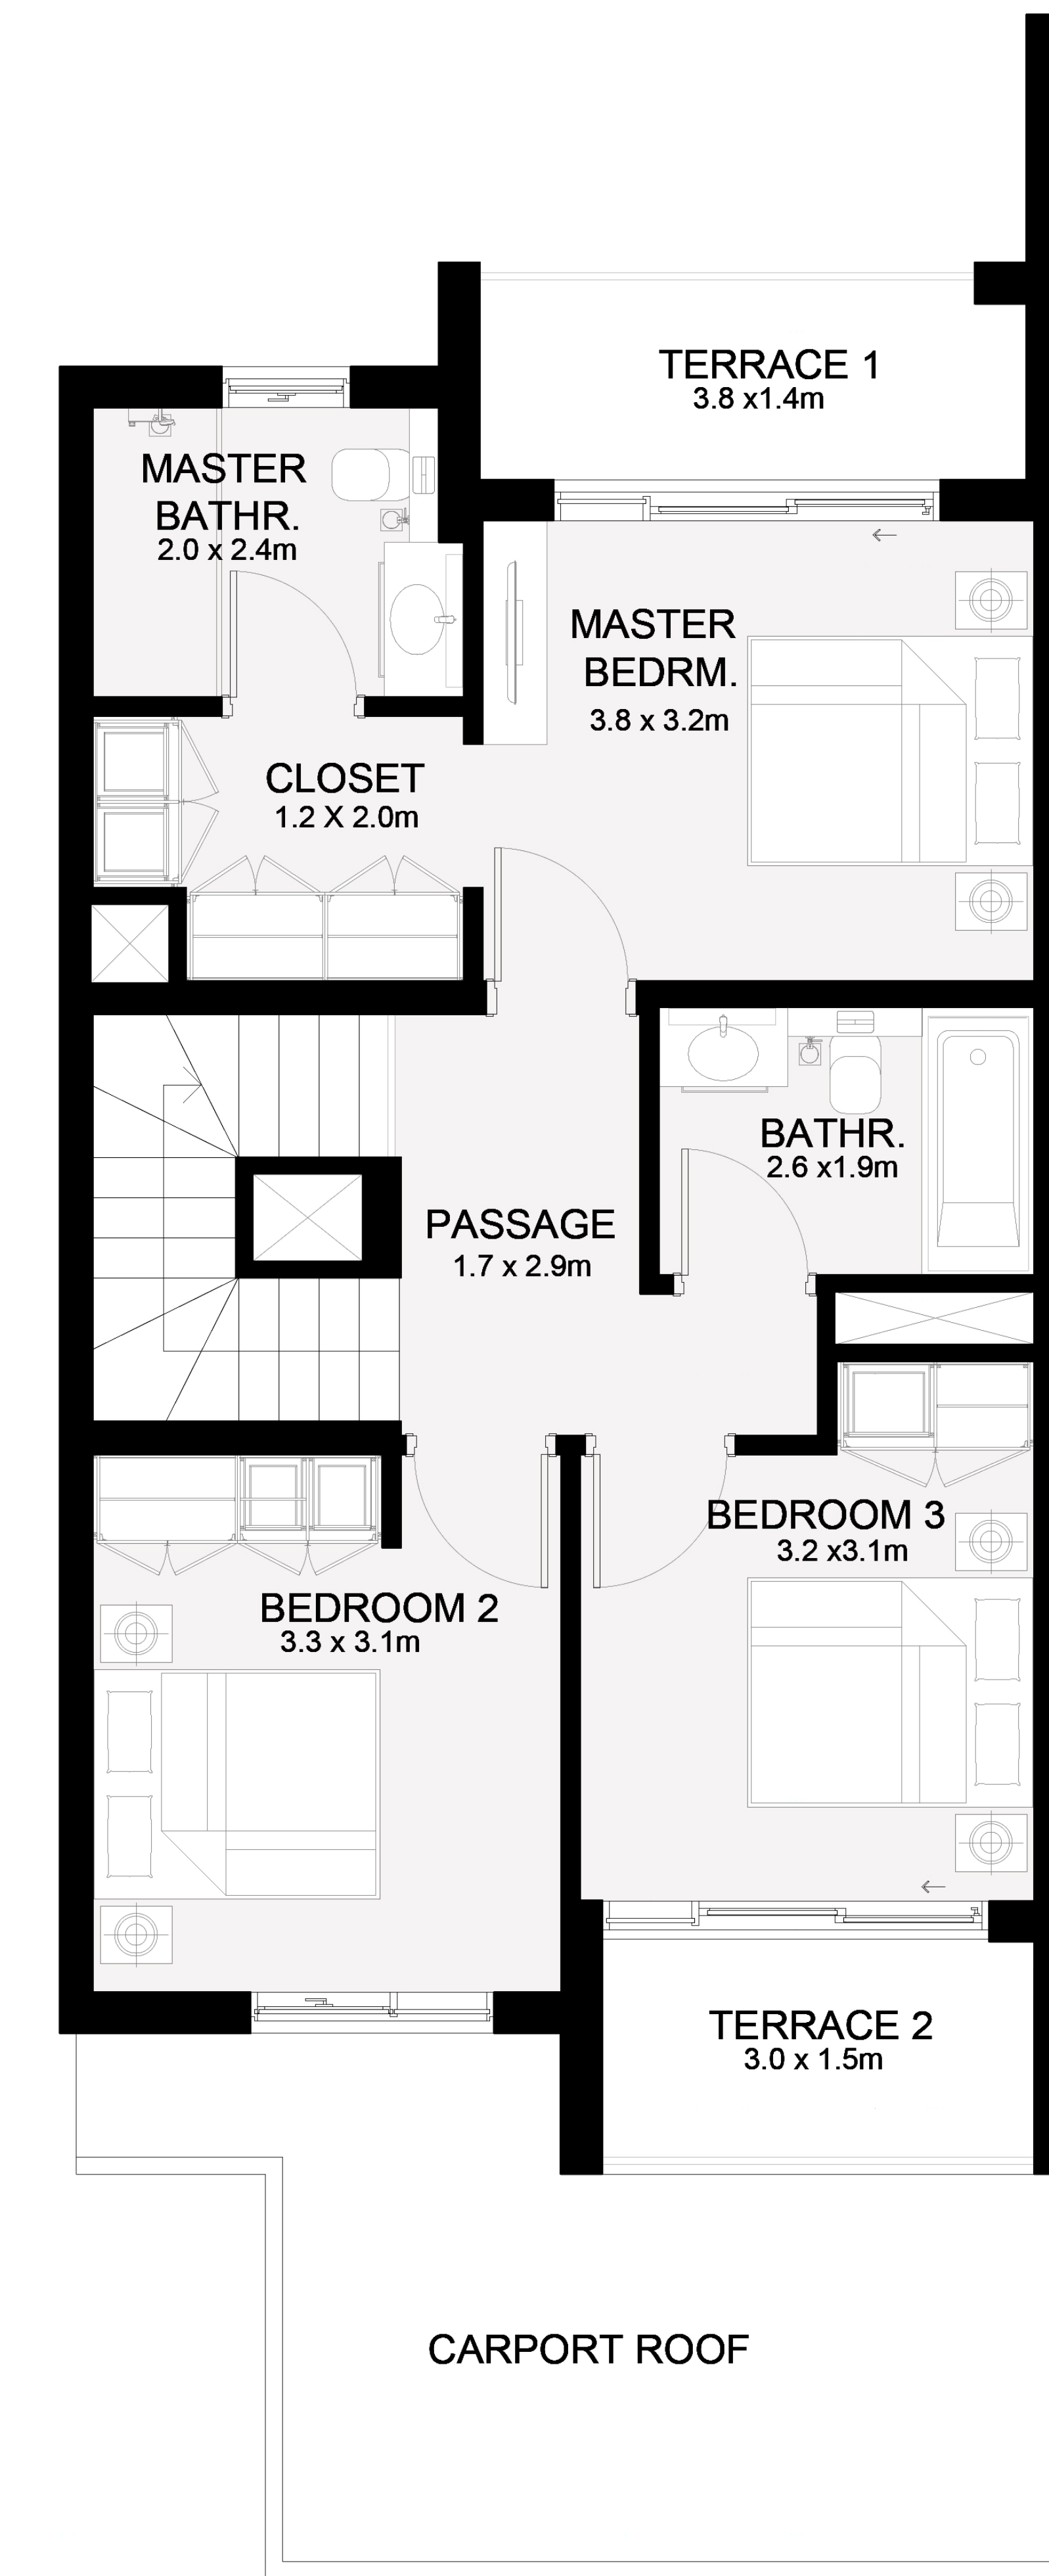 TERRACE 1
3.8 x1.4m
MASTER
BATHR.
2.0 x 2.4m
MASTER
BEDRM.
3.8 x 3.2m
CLOSET
1.2 X 2.0m
BATHR.
2.6 x1.9m
PASSAGE
1.7 x 2.9m
BEDROOM 3
3.2 x3.1m
BEDROOM 2
3.3 x 3.1m
TERRACE 2
3.0 x 1.5m
CARPORT ROOF